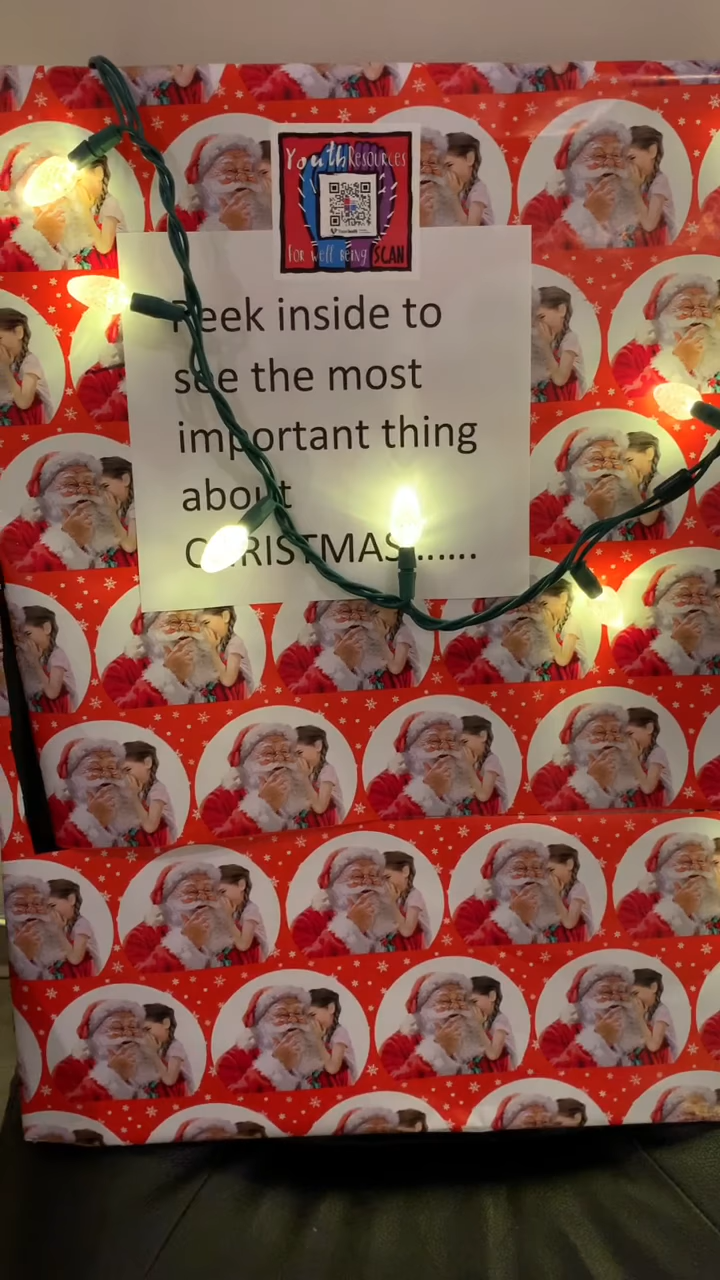 Youth Resources
for well being SCAN
Peek inside to
see the most
important thing
about
CHRISTMAS......